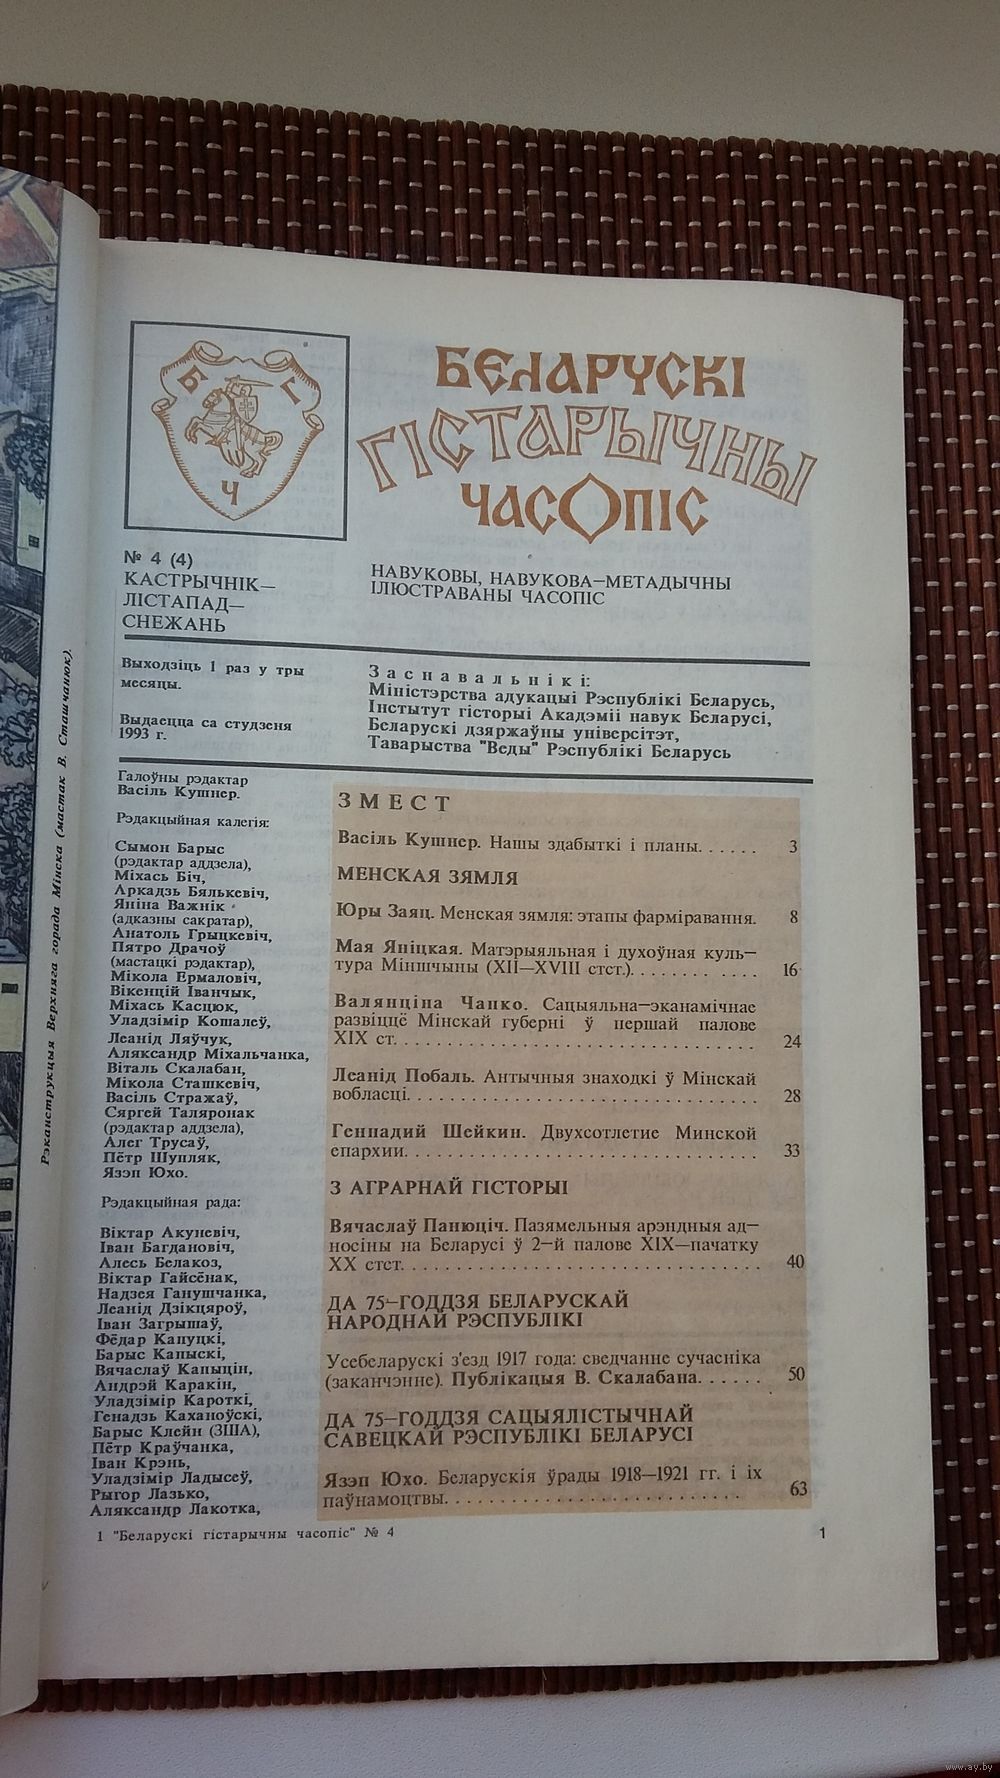 Рэканструкцыя Верхняга горада Мінска (мастак В. Сташчанюк).
Б Г
Ч
БЕЛАРУСКІ
ГІСТАРЫЧНЫ
ЧАСОПІС
№ 4 (4)
КАСТРЫЧНІК—
ЛІСТАПАД—
СНЕЖАНЬ
НАВУКОВЫ, НАВУКОВА—МЕТАДЫЧНЫ
ІЛЮСТРАВАНЫ ЧАСОПІС
Выходзіць 1 раз у тры
месяцы.
Выдаецца са студзеня
1993 г.
Заснавальнікі:
Міністэрства адукацыі Рэспублікі Беларусь,
Інстытут гісторыі Акадэміі навук Беларусі,
Беларускі дзяржаўны універсітэт,
Таварыства "Веды" Рэспублікі Беларусь
Галоўны рэдактар
Васіль Кушнер.
Рэдакцыйная калегія:
Сымон Барыс
(рэдактар аддзела),
Міхась Біч,
Аркадзь Бялькевіч,
Яніна Важнік
(адказны сакратар),
Анатоль Грыцкевіч,
Пятро Драчоў
(мастацкі рэдактар),
Мікола Ермаловіч,
Вікенцій Іванчык,
Міхась Касцюк,
Уладзімір Кошалеў,
Леанід Ляўчук,
Аляксандр Міхальчанка,
Віталь Скалабан,
Мікола Сташкевіч,
Васіль Стражаў,
Сяргей Таляронак
(рэдактар аддзела),
Алег Трусаў,
Пётр Шупляк,
Язэп Юхо.
Рэдакцыйная рада:
Віктар Акуневіч,
Іван Багдановіч,
Алесь Белакоз,
Віктар Гайсёнак,
Надзея Ганушчанка,
Леанід Дзікцяроў,
Іван Загрышаў,
Фёдар Капуцкі,
Барыс Капыскі,
Вячаслаў Капыцін,
Андрэй Каракін,
Уладзімір Кароткі,
Генадзь Каханоўскі,
Барыс Клейн (ЗША),
Пётр Краўчанка,
Іван Крэнь,
Уладзімір Ладысеў,
Рыгор Лазько,
Аляксандр Лакотка,
ЗМЕСТ
Васіль Кушнер. Нашы здабыткі і планы. . . . . . 3
МЕНСКАЯ ЗЯМЛЯ
Юры Заяц. Менская зямля: этапы фарміравання. 8
Мая Яніцкая. Матэрыяльная і духоўная куль—
тура Міншчыны (XII—XVIII стст.). . . . . . . . . . . . 16
Валянціна Чапко. Сацыяльна—эканамічнае
развіццё Мінскай губерні ў першай палове
XIX ст. . . . . . . . . . . . . . . . . . . . . . . . . . . . . . . . 24
Леанід Побаль. Антычныя знаходкі ў Мінскай
вобласці. . . . . . . . . . . . . . . . . . . . . . . . . . . . . . . 28
Геннадий Шейкин. Двухсотлетие Минской
епархии. . . . . . . . . . . . . . . . . . . . . . . . . . . . . . . . 33
З АГРАРНАЙ ГІСТОРЫІ
Вячаслаў Панюціч. Пазямельныя арэндныя ад—
носіны на Беларусі ў 2—й палове XIX—пачатку
XX стст. . . . . . . . . . . . . . . . . . . . . . . . . . . . . . . . 40
ДА 75—ГОДДЗЯ БЕЛАРУСКАЙ
НАРОДНАЙ РЭСПУБЛІКІ
Усебеларускі з'езд 1917 года: сведчанне сучасніка
(заканчэнне). Публікацыя В. Скалабана. . . . . . 50
ДА 75—ГОДДЗЯ САЦЫЯЛІСТЫЧНАЙ
САВЕЦКАЙ РЭСПУБЛІКІ БЕЛАРУСІ
Язэп Юхо. Беларускія ўрады 1918—1921 гг. і іх
паўнамоцтвы. . . . . . . . . . . . . . . . . . . . . . . . . . . 63
1 "Беларускі гістарычны часопіс" № 4 1
www.ay.by